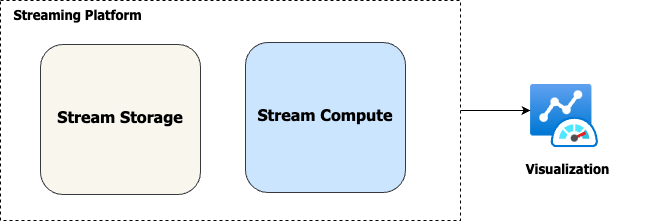 Streaming Platform
Stream Storage
Stream Compute
Visualization